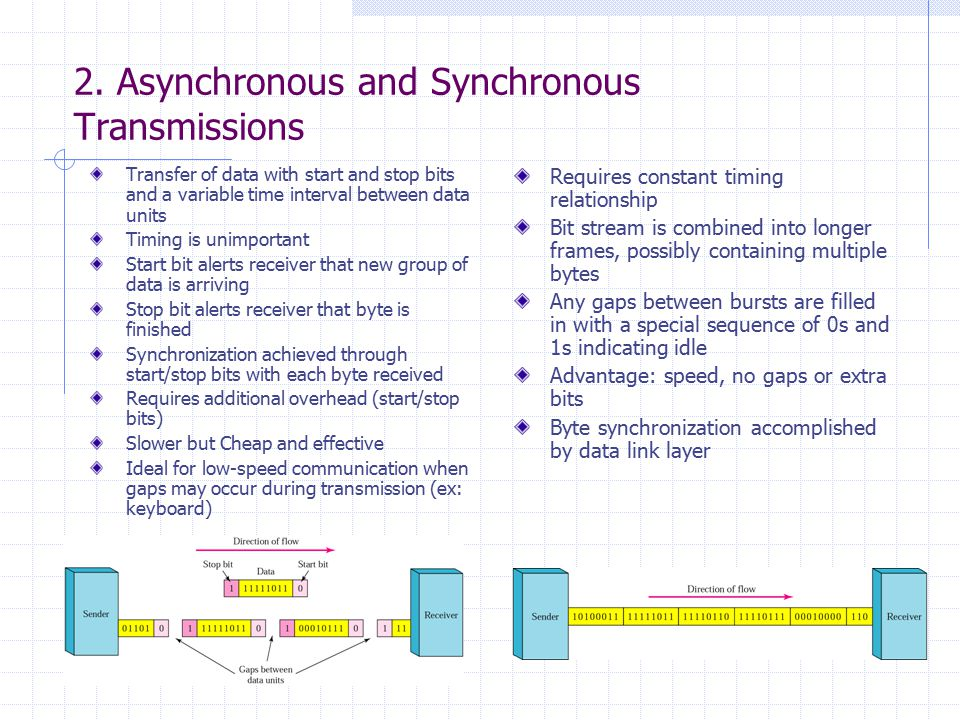 2. Asynchronous and Synchronous
Transmissions
Transfer of data with start and stop bits
and a variable time interval between data
units
Timing is unimportant
Start bit alerts receiver that new group of
data is arriving
Stop bit alerts receiver that byte is
finished
Synchronization achieved through
start/stop bits with each byte received
Requires additional overhead (start/stop
bits)
Slower but Cheap and effective
Ideal for low-speed communication when
gaps may occur during transmission (ex:
keyboard)
Requires constant timing
relationship
Bit stream is combined into longer
frames, possibly containing multiple
bytes
Any gaps between bursts are filled
in with a special sequence of 0s and
1s indicating idle
Advantage: speed, no gaps or extra
bits
Byte synchronization accomplished
by data link layer
Direction of flow
Stop bit Data Start bit
1 11111011 0
Sender Receiver
01101 0 1 11111011 0 1 00010111 0 1 11
Gaps between
data units
Direction of flow
Sender Receiver
10100011 11111011 11110110 11110111 00010000 110